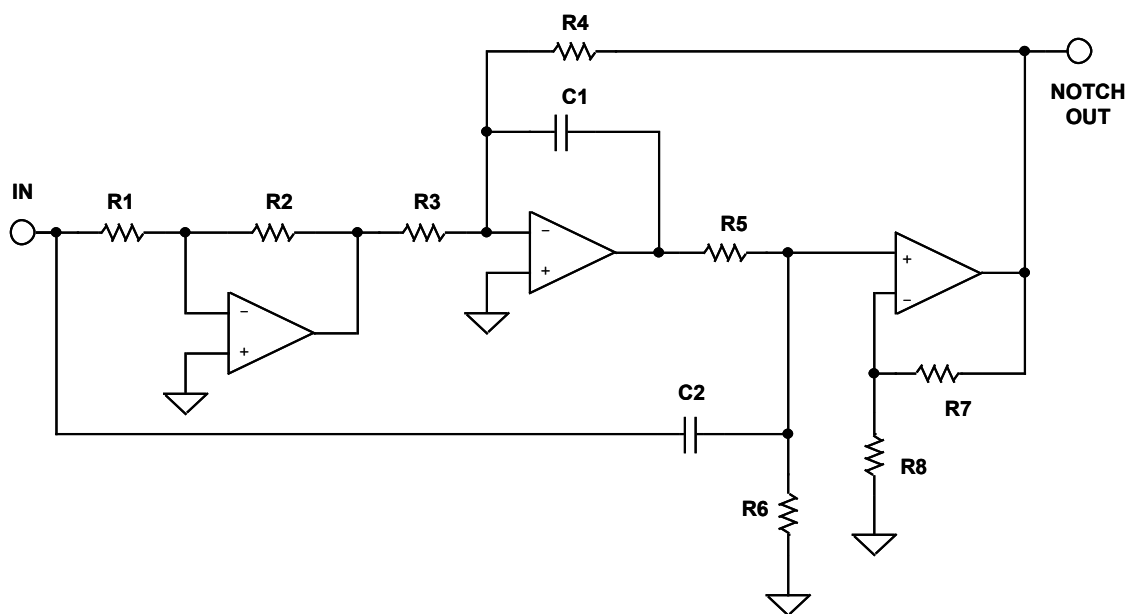 R4
C1
NOTCH
OUT
IN
R1
R2
R3
R5
−
+
+
−
−
+
C2
R7
R8
R6